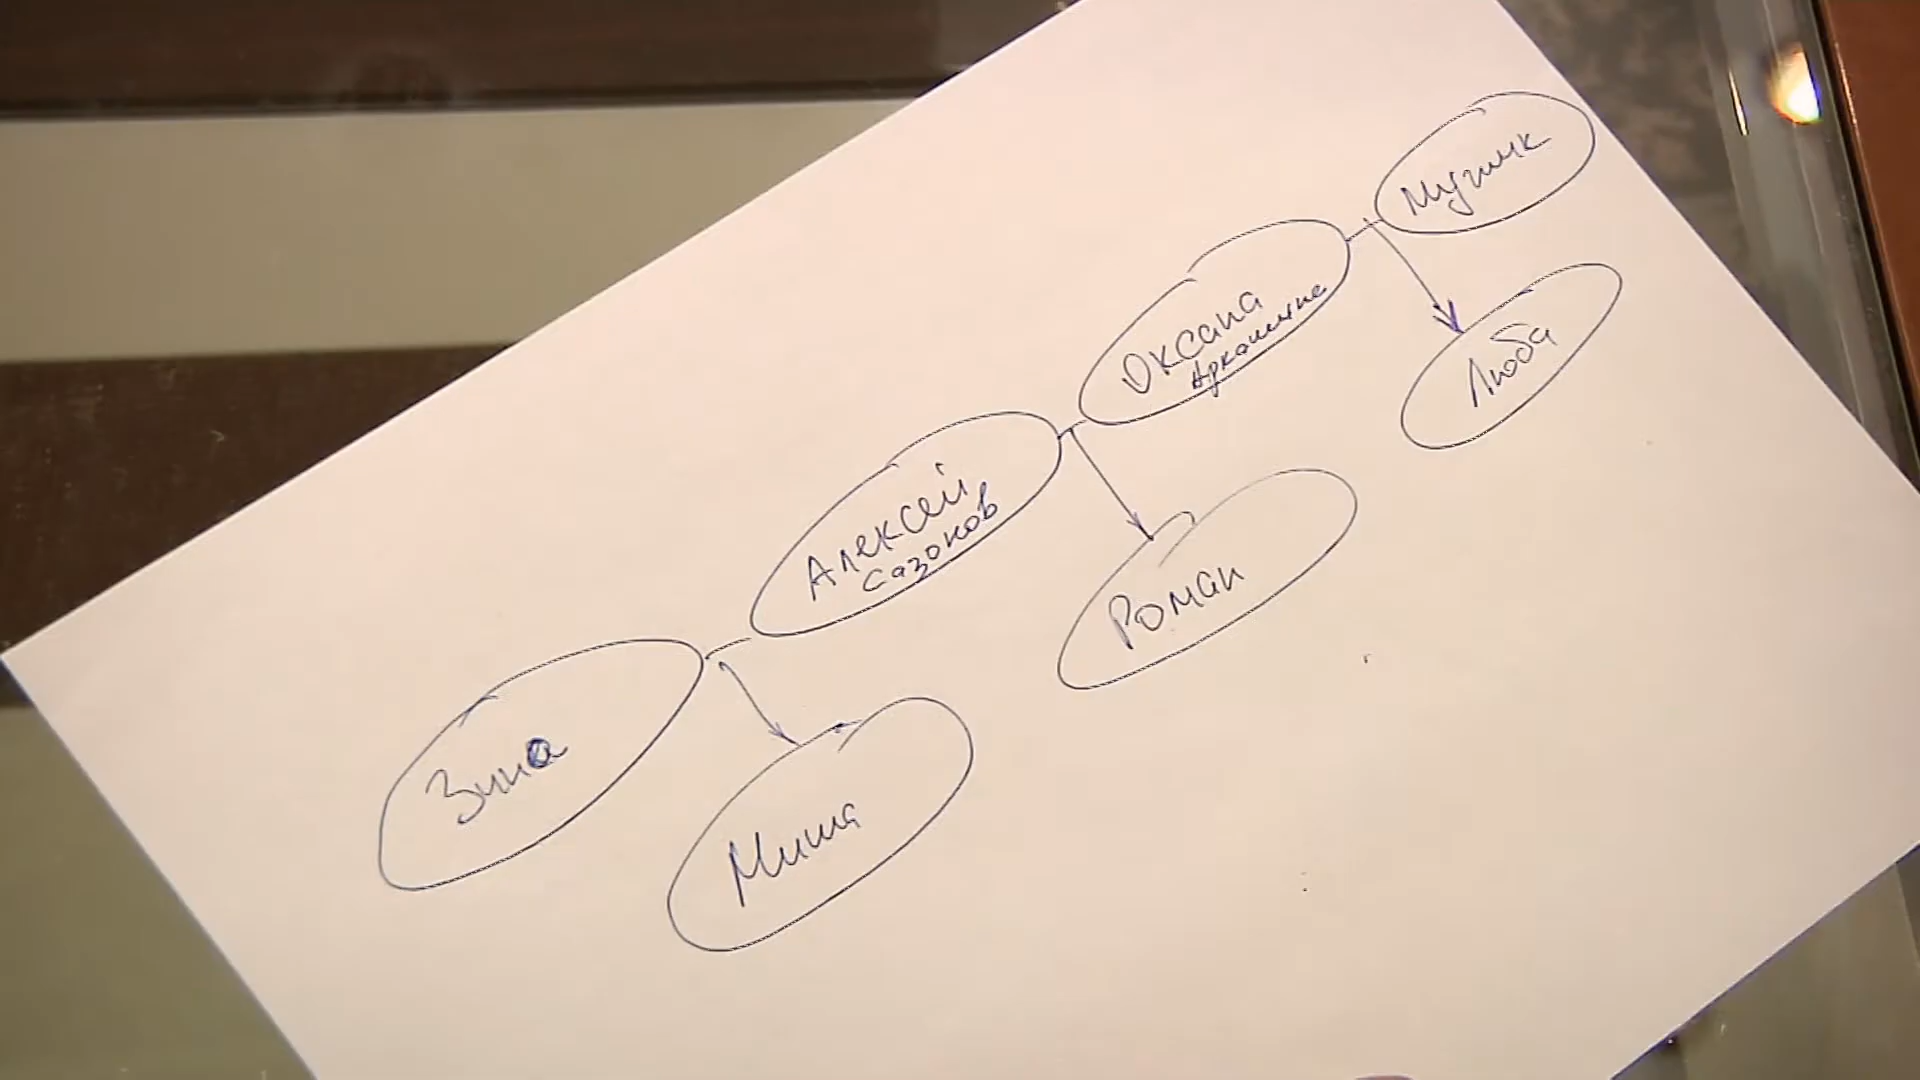 Мужик
Оксана
Аркашина
Люба
Алексей
Сазонов
Роман
Зина
Миша